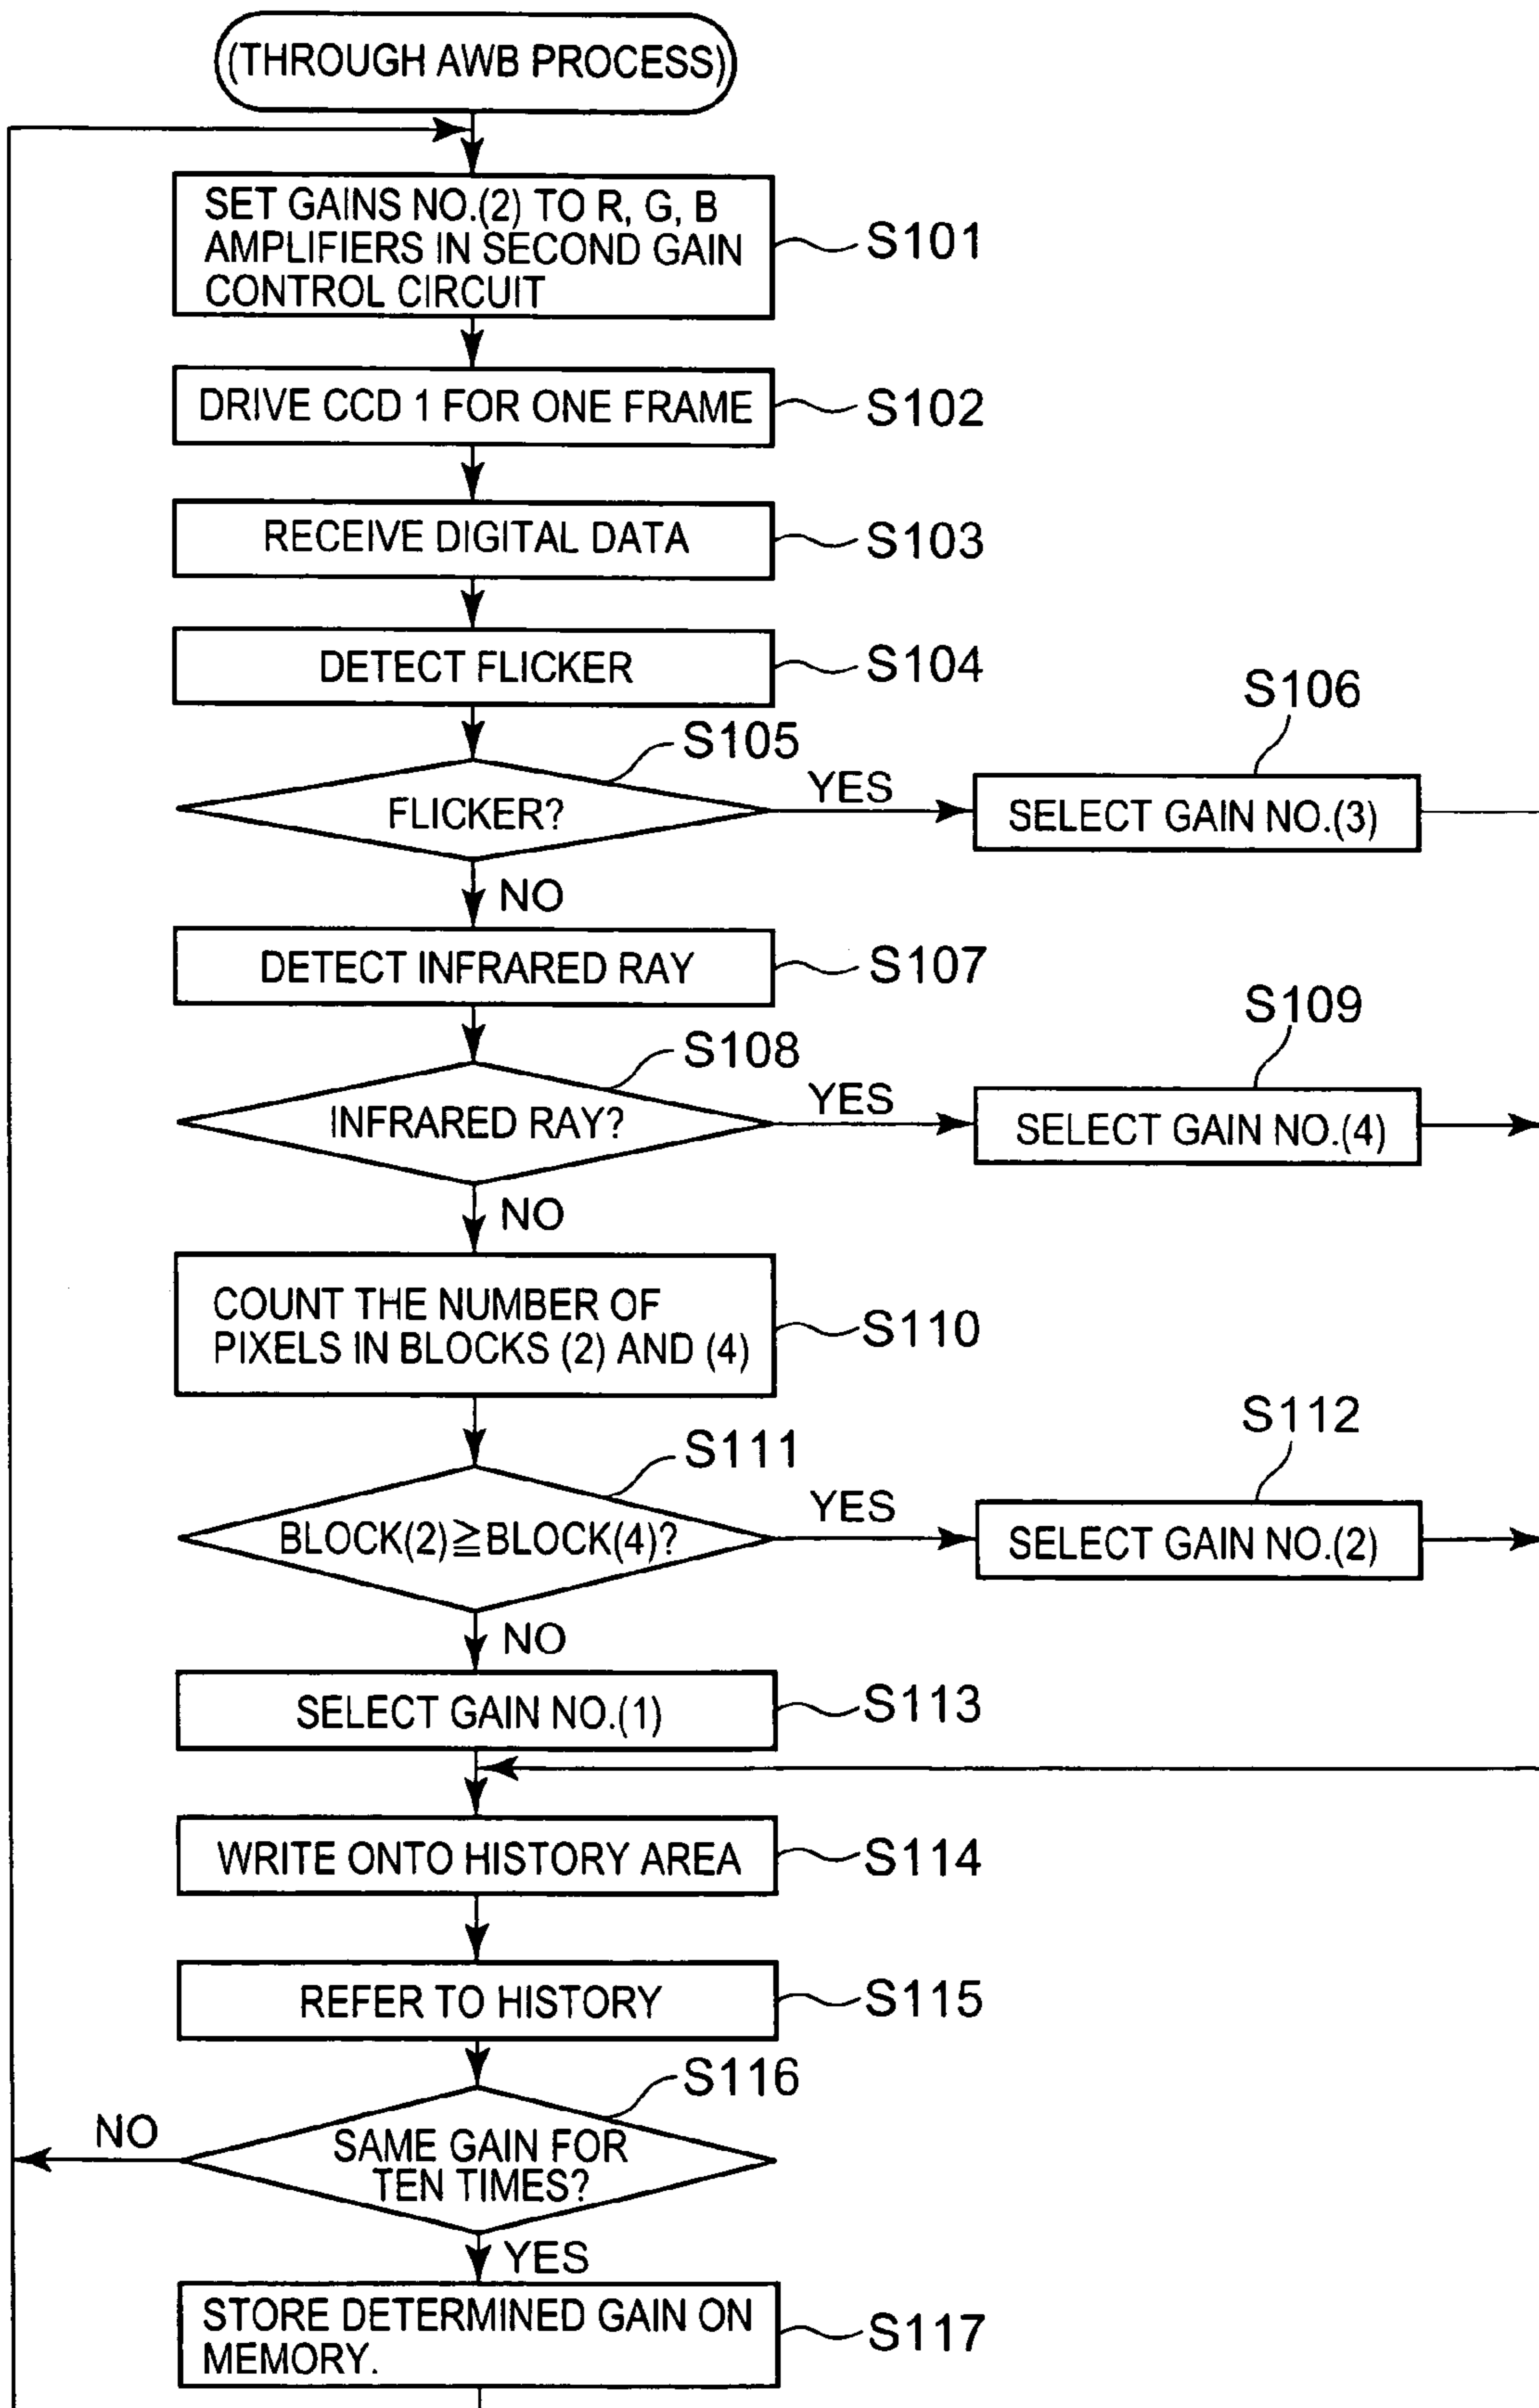 (THROUGH AWB PROCESS)
SET GAINS NO.(2) TO R, G, B
AMPLIFIERS IN SECOND GAIN
CONTROL CIRCUIT
S101
DRIVE CCD 1 FOR ONE FRAME
S102
RECEIVE DIGITAL DATA
S103
DETECT FLICKER
S104
S105
FLICKER?
YES
S106
SELECT GAIN NO.(3)
NO
DETECT INFRARED RAY
S107
S108
INFRARED RAY?
YES
S109
SELECT GAIN NO.(4)
NO
COUNT THE NUMBER OF
PIXELS IN BLOCKS (2) AND (4)
S110
S111
BLOCK(2)≧BLOCK(4)?
YES
S112
SELECT GAIN NO.(2)
NO
SELECT GAIN NO.(1)
S113
WRITE ONTO HISTORY AREA
S114
REFER TO HISTORY
S115
S116
SAME GAIN FOR
TEN TIMES?
NO
YES
STORE DETERMINED GAIN ON
MEMORY.
S117